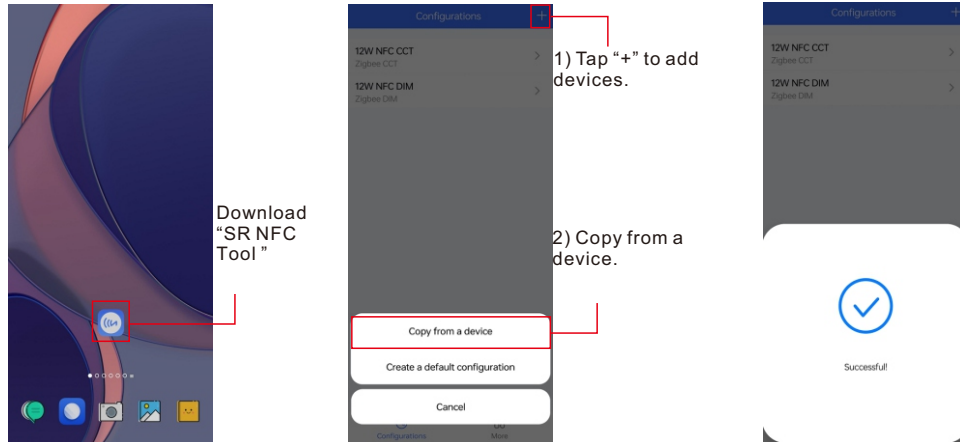 Download
“SR NFC
Tool ”
Configurations +
12W NFC CCT
Zigbee CCT
12W NFC DIM
Zigbee DIM
1) Tap “+” to add
devices.
2) Copy from a
device.
Copy from a device
Create a default configuration
Cancel
Configurations
More
Configurations +
12W NFC CCT
Zigbee CCT
12W NFC DIM
Zigbee DIM
Successful!